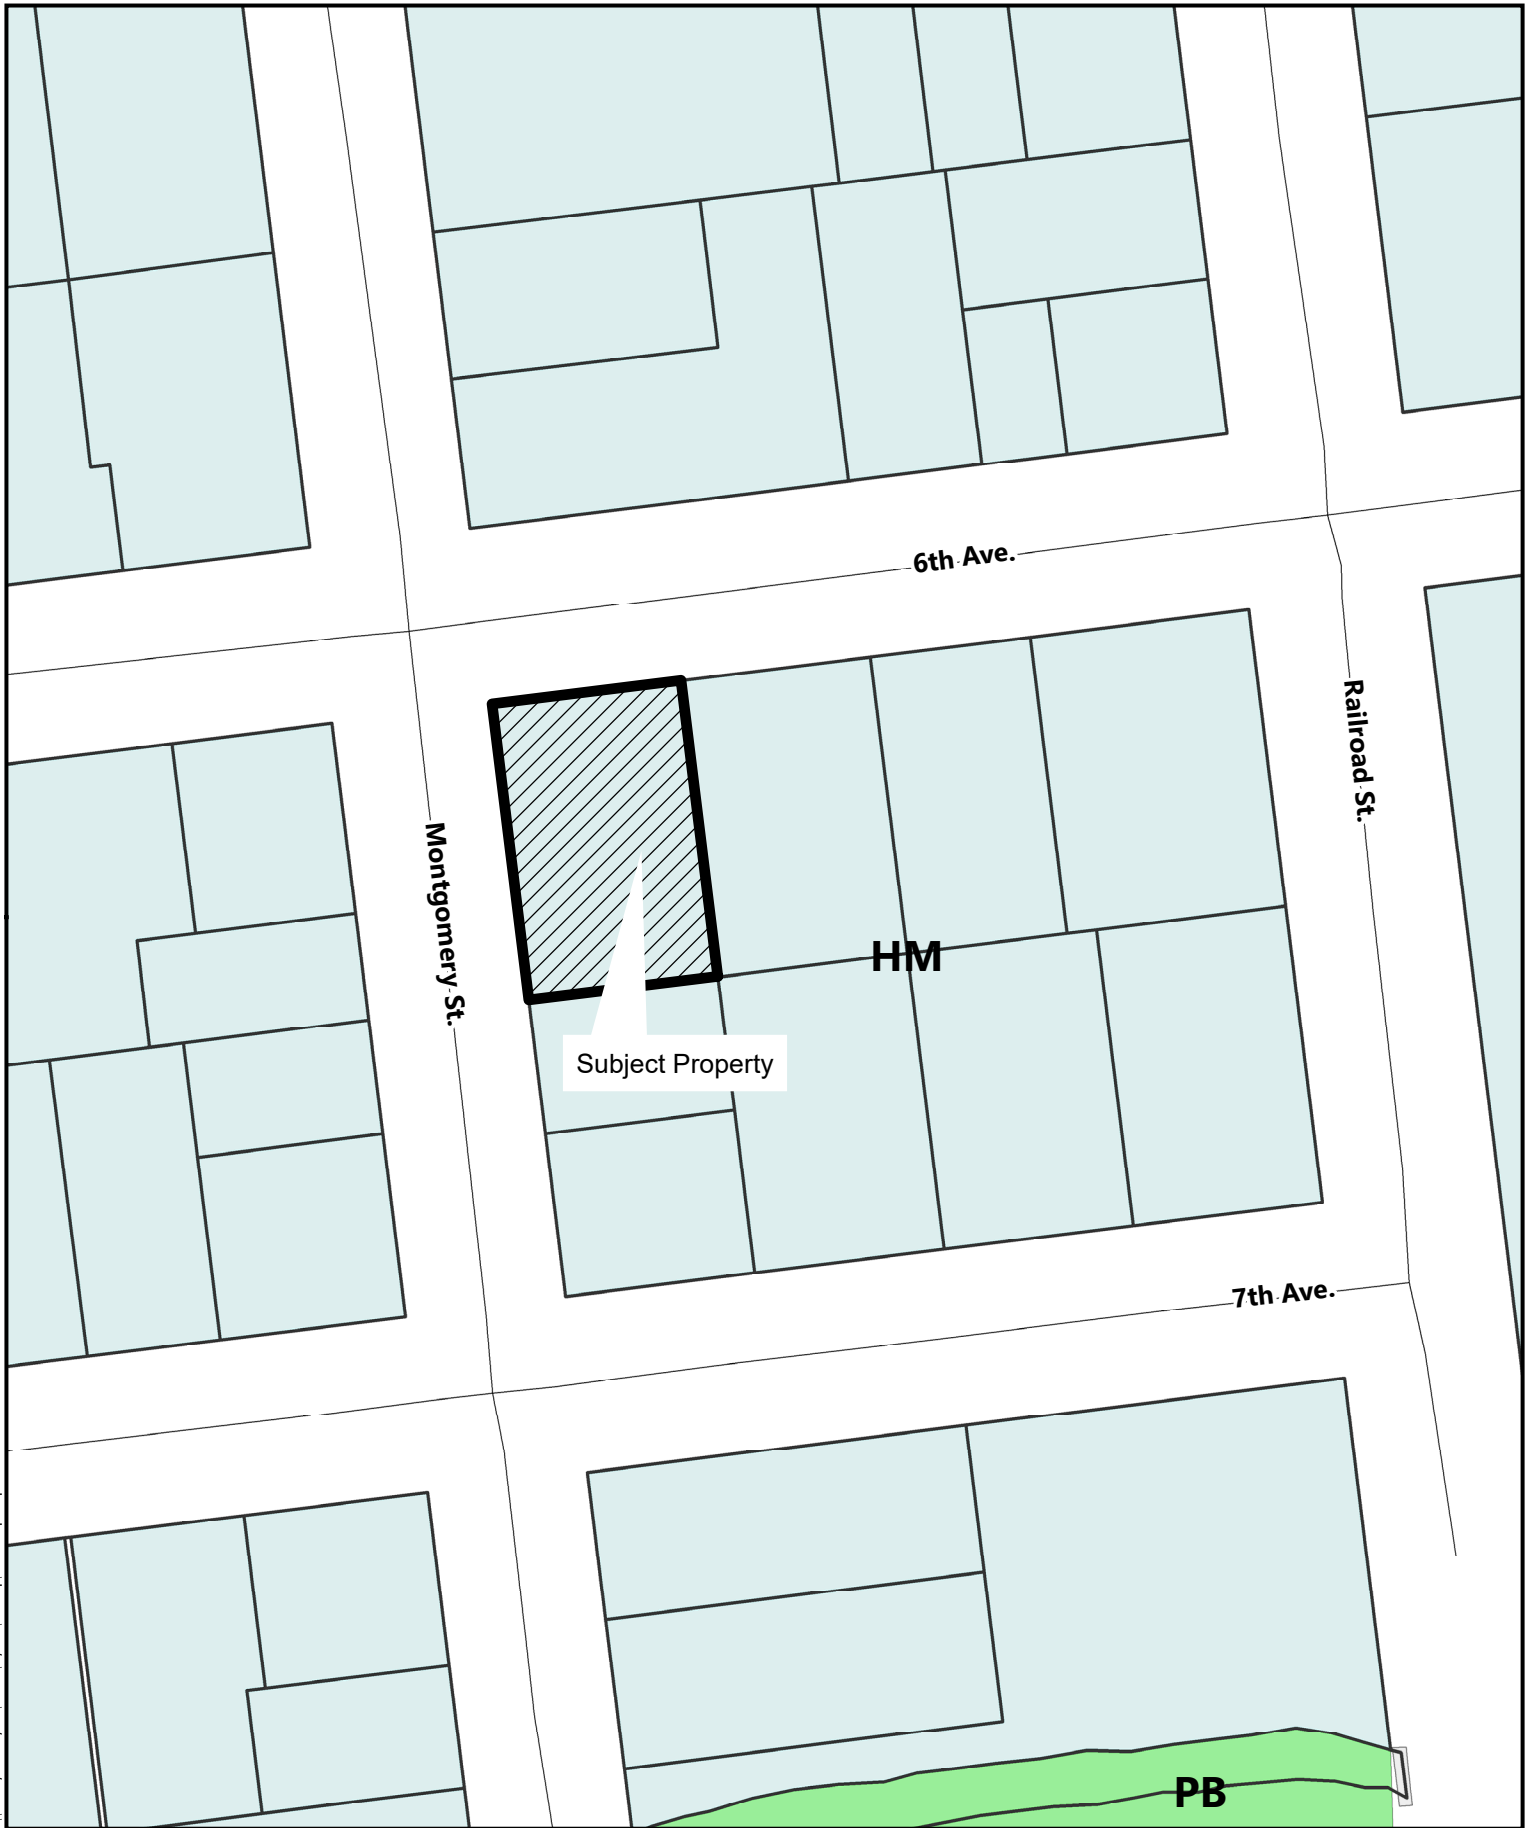 6th Ave.
Railroad St.
Montgomery St.
HM
Subject Property
7th Ave.
PB